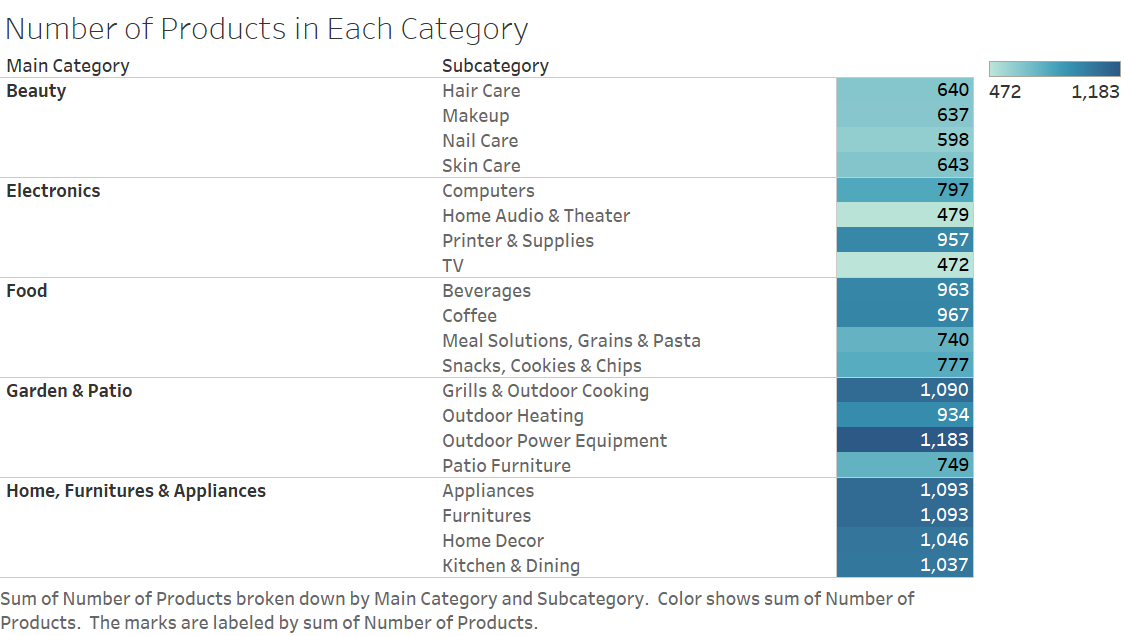 Number of Products in Each Category
Main Category Subcategory
472 1,183
Beauty Hair Care 640
Makeup 637
Nail Care 598
Skin Care 643
Electronics Computers 797
Home Audio & Theater 479
Printer & Supplies 957
TV 472
Food Beverages 963
Coffee 967
Meal Solutions, Grains & Pasta 740
Snacks, Cookies & Chips 777
Garden & Patio Grills & Outdoor Cooking 1,090
Outdoor Heating 934
Outdoor Power Equipment 1,183
Patio Furniture 749
Home, Furnitures & Appliances Appliances 1,093
Furnitures 1,093
Home Decor 1,046
Kitchen & Dining 1,037
Sum of Number of Products broken down by Main Category and Subcategory.  Color shows sum of Number of
Products.  The marks are labeled by sum of Number of Products.